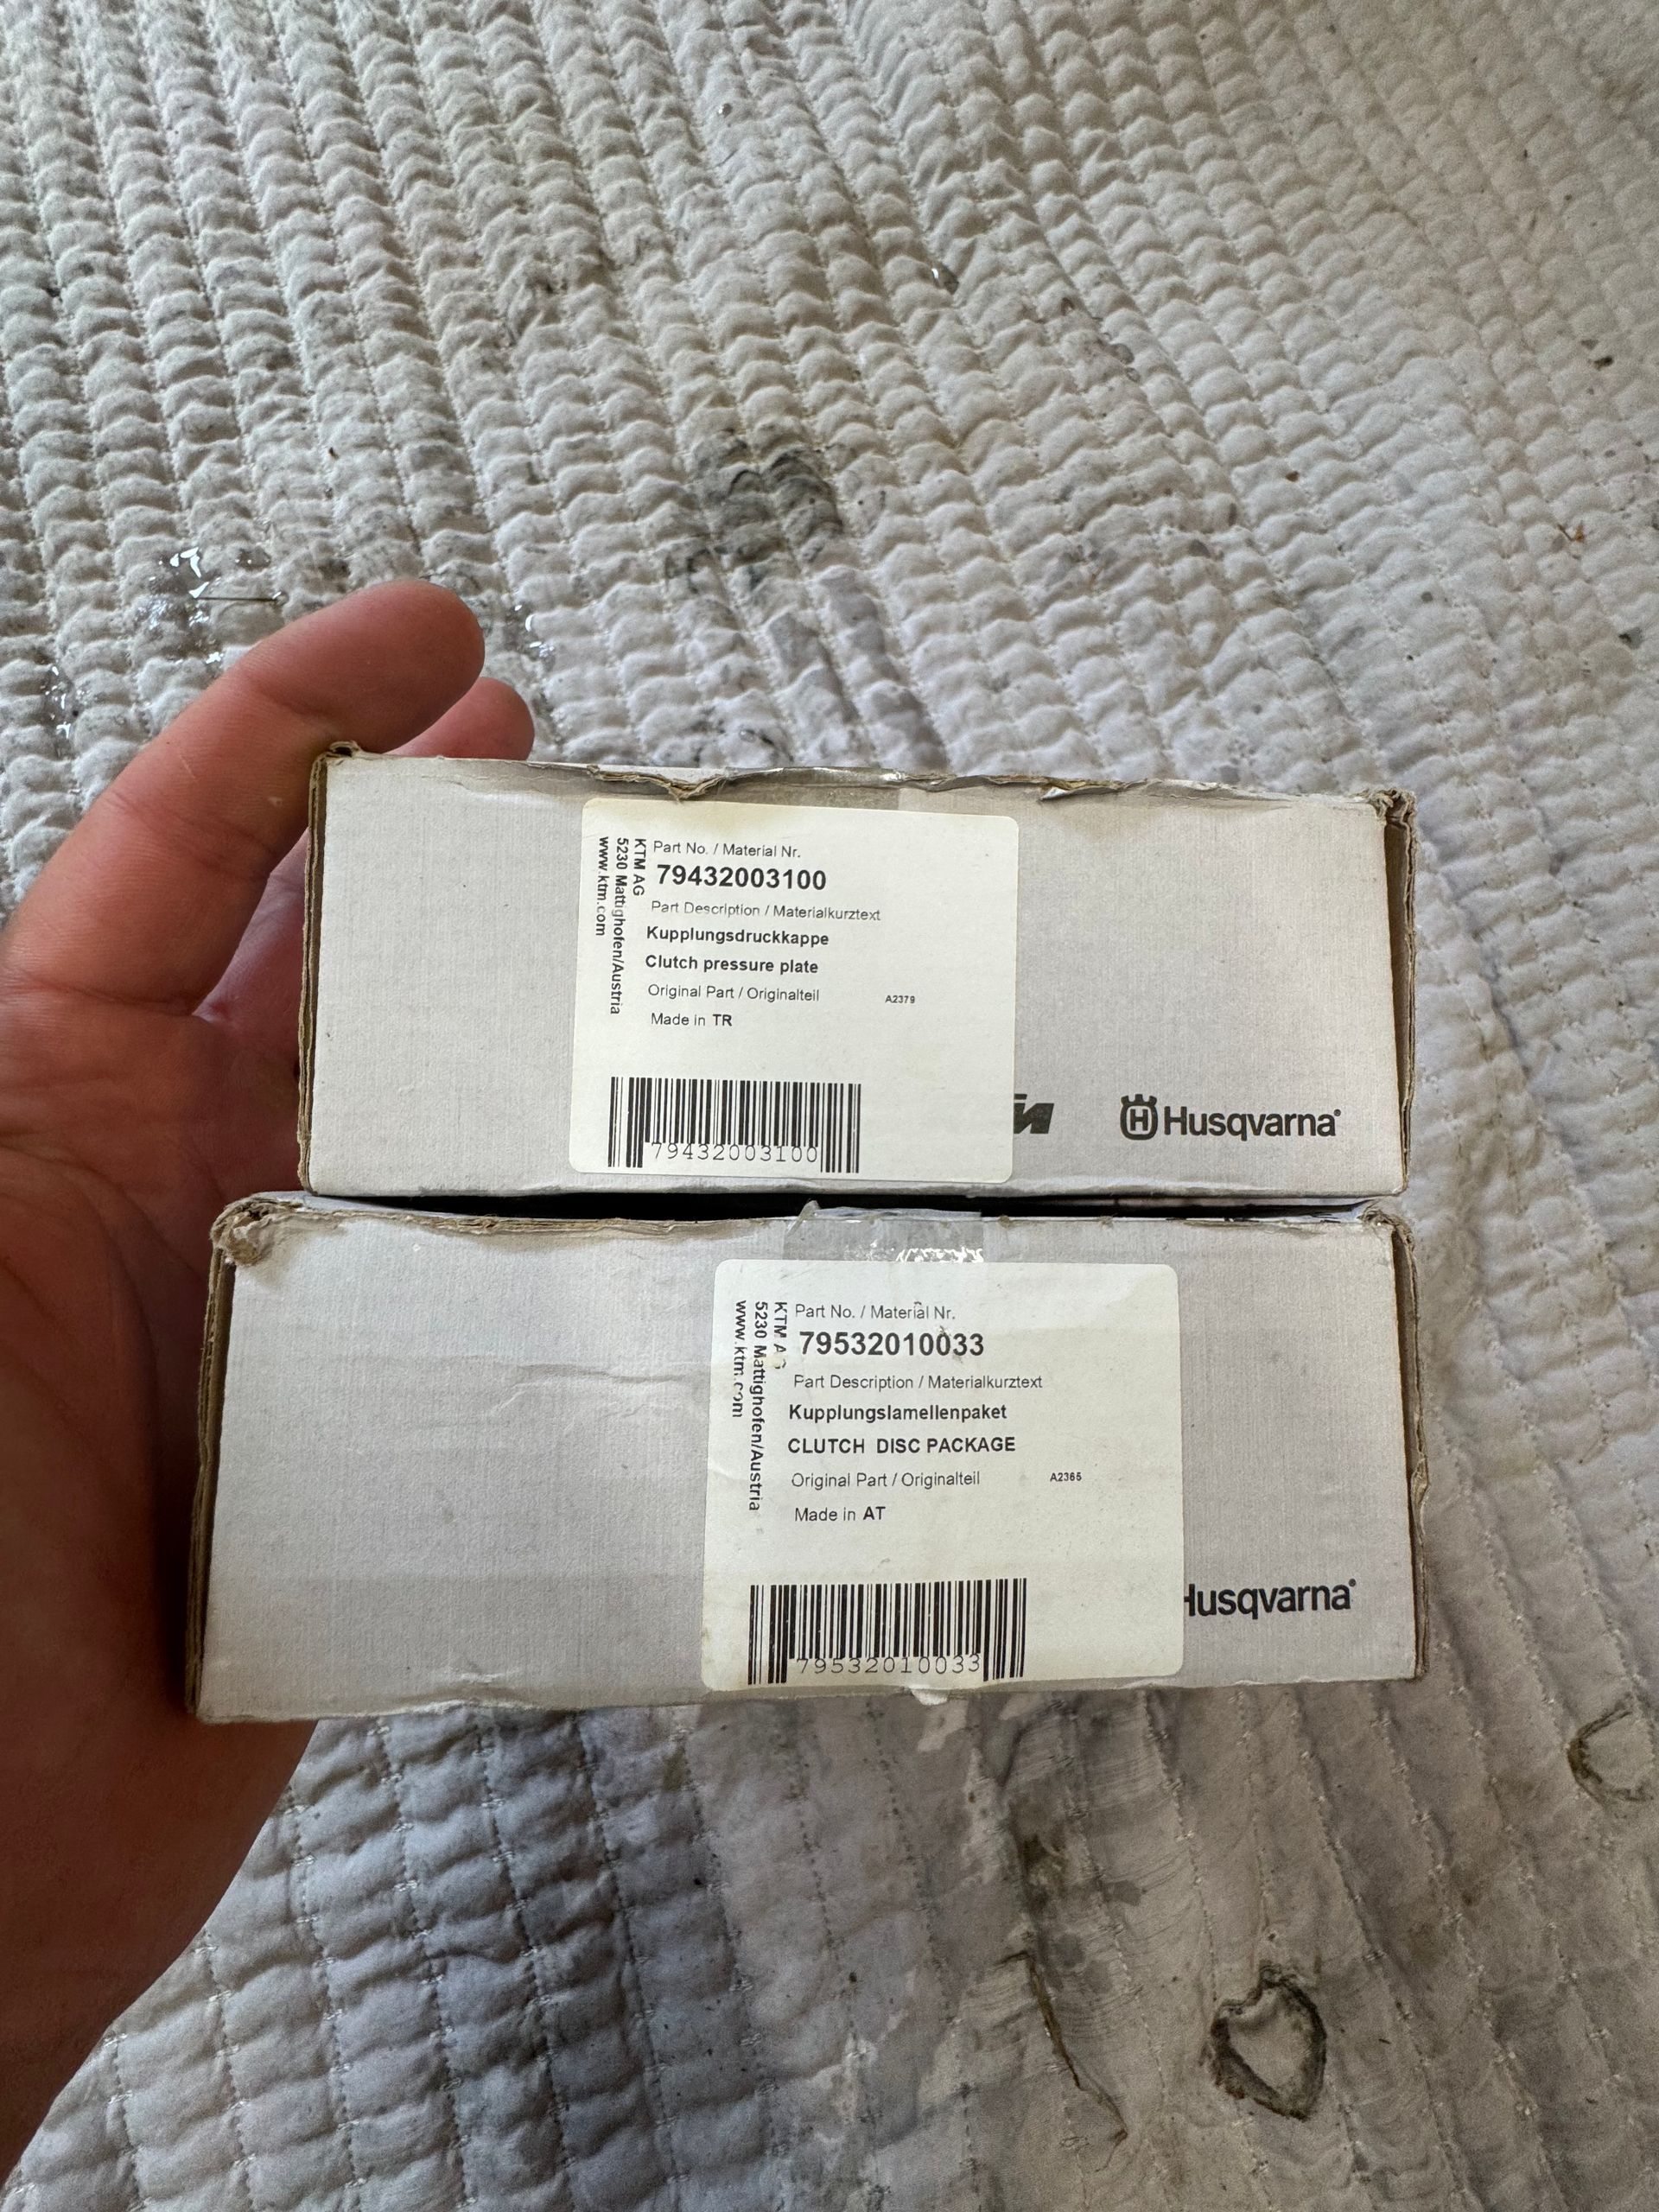 KTM AG
5230 Mattighofen/Austria
www.ktm.com
Part No. / Material Nr.
79432003100
Part Description / Materialkurztext
Kupplungsdruckkappe
Clutch pressure plate
Original Part / Originalteil A2379
Made in TR
79432003100
Husqvarna
KTM AG
5230 Mattighofen/Austria
www.ktm.com
Part No. / Material Nr.
79532010033
Part Description / Materialkurztext
Kupplungslamellenpaket
CLUTCH DISC PACKAGE
Original Part / Originalteil A2365
Made in AT
79532010033
Husqvarna